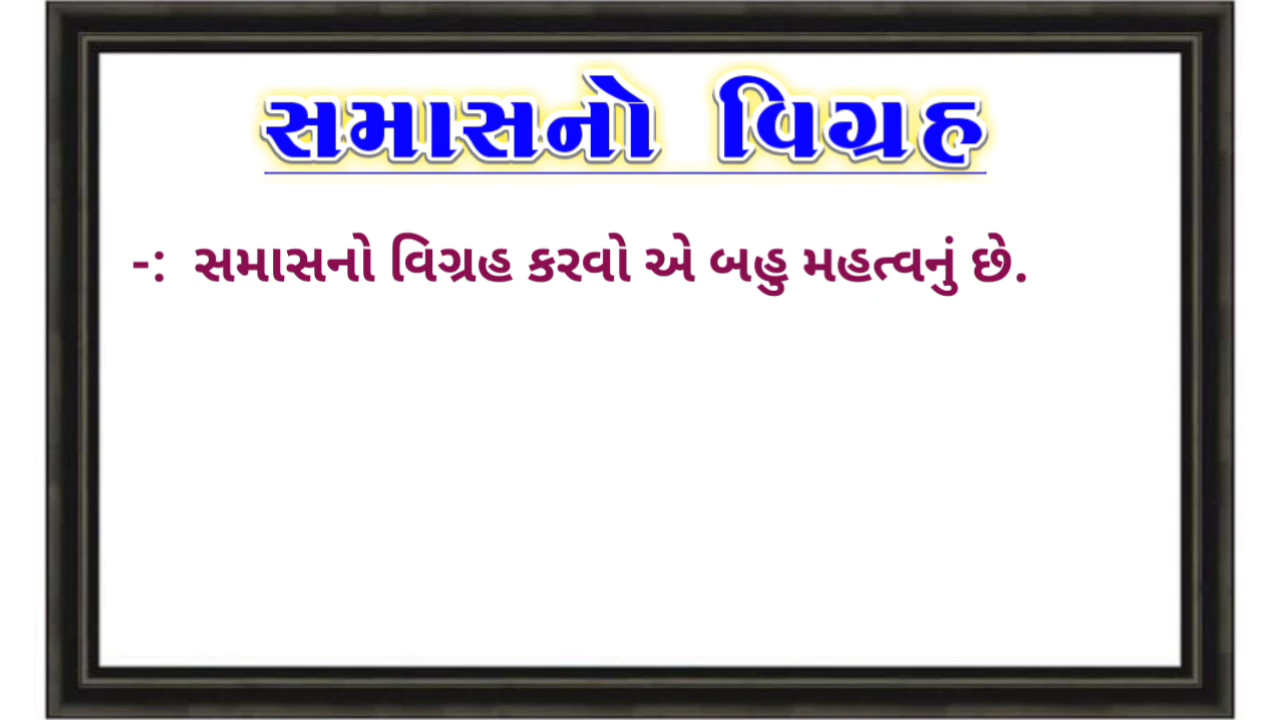 સમાસનો વિગ્રહ
-: સમાસનો વિગ્રહ કરવો એ બહુ મહત્વનું છે.